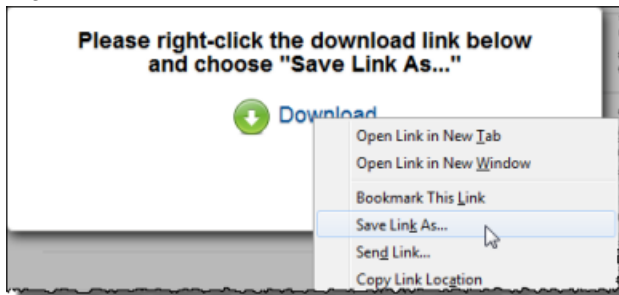 Please right-click the download link below
and choose "Save Link As..."
Download
Open Link in New Tab
Open Link in New Window
Bookmark This Link
Save Link As...
Send Link...
Copy Link Location